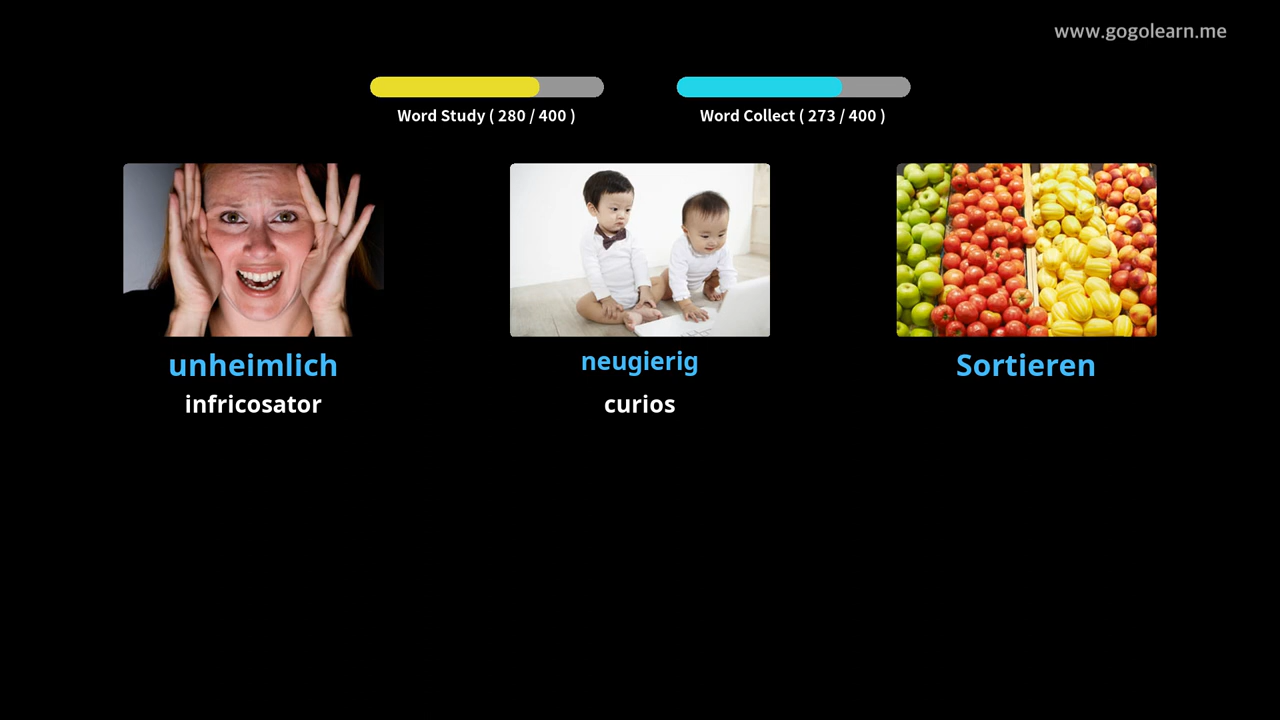 www.gogolearn.me
Word Study ( 280 / 400 )
Word Collect ( 273 / 400 )
unheimlich
neugierig
Sortieren
infricosator
curios